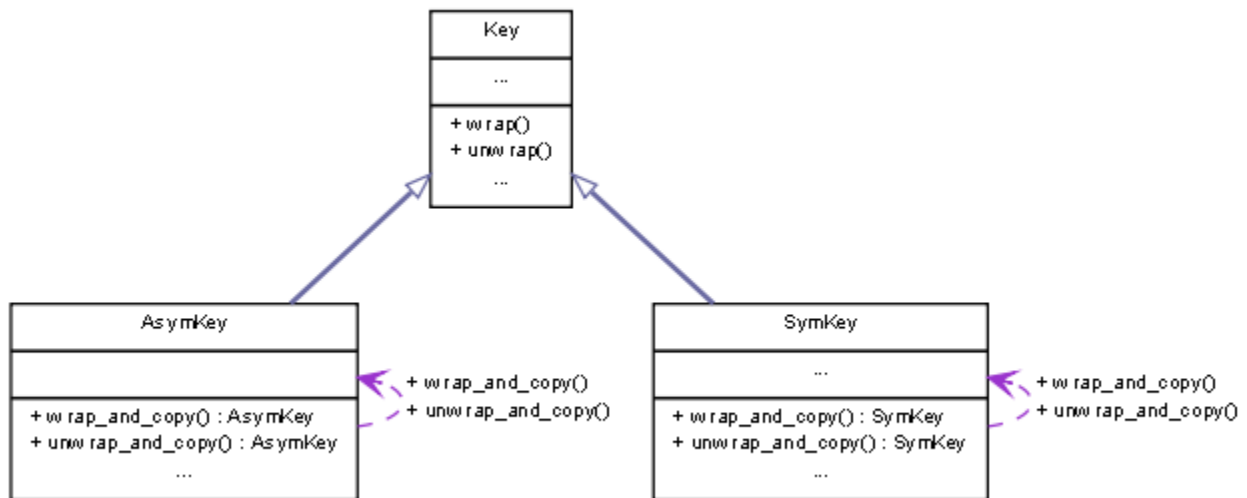 Key
...
+ wrap()
+ unwrap()
...
AsymKey
+ wrap_and_copy() : AsymKey
+ unwrap_and_copy() : AsymKey
...
+ wrap_and_copy()
+ unwrap_and_copy()
SymKey
...
+ wrap_and_copy() : SymKey
+ unwrap_and_copy() : SymKey
...
+ wrap_and_copy()
+ unwrap_and_copy()